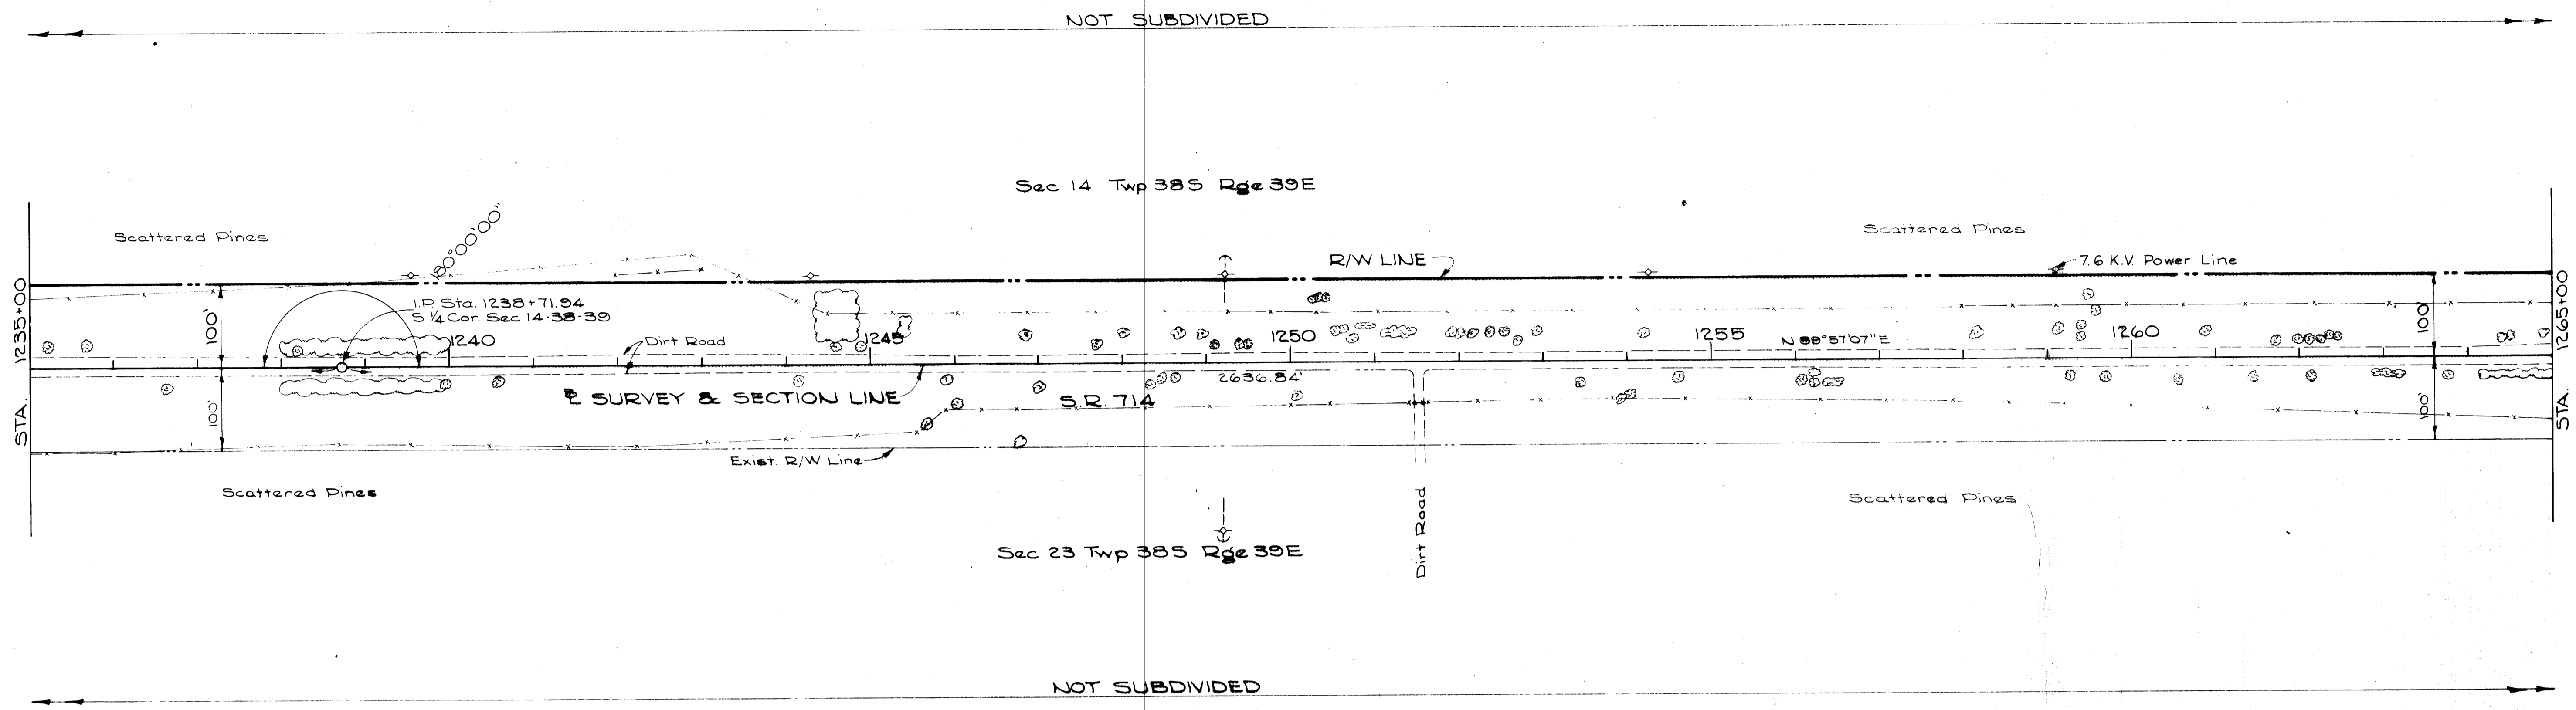 NOT SUBDIVIDED
Sec 14 Twp 38S Rge 39E
Scattered Pines
Scattered Pines
180°00'00"
R/W LINE
7.6 K.V. Power Line
I.P. Sta. 1238+71.94
S 1/4 Cor. Sec 14-38-39
STA. 1235+00
STA. 1265+00
100'
100'
1240
Dirt Road
1245
1250
1255
N 89°57'07"E
1260
2636.84'
℄ SURVEY & SECTION LINE
S.R. 714
100'
100'
Exist. R/W Line
Scattered Pines
Scattered Pines
Dirt Road
Sec 23 Twp 38S Rge 39E
NOT SUBDIVIDED